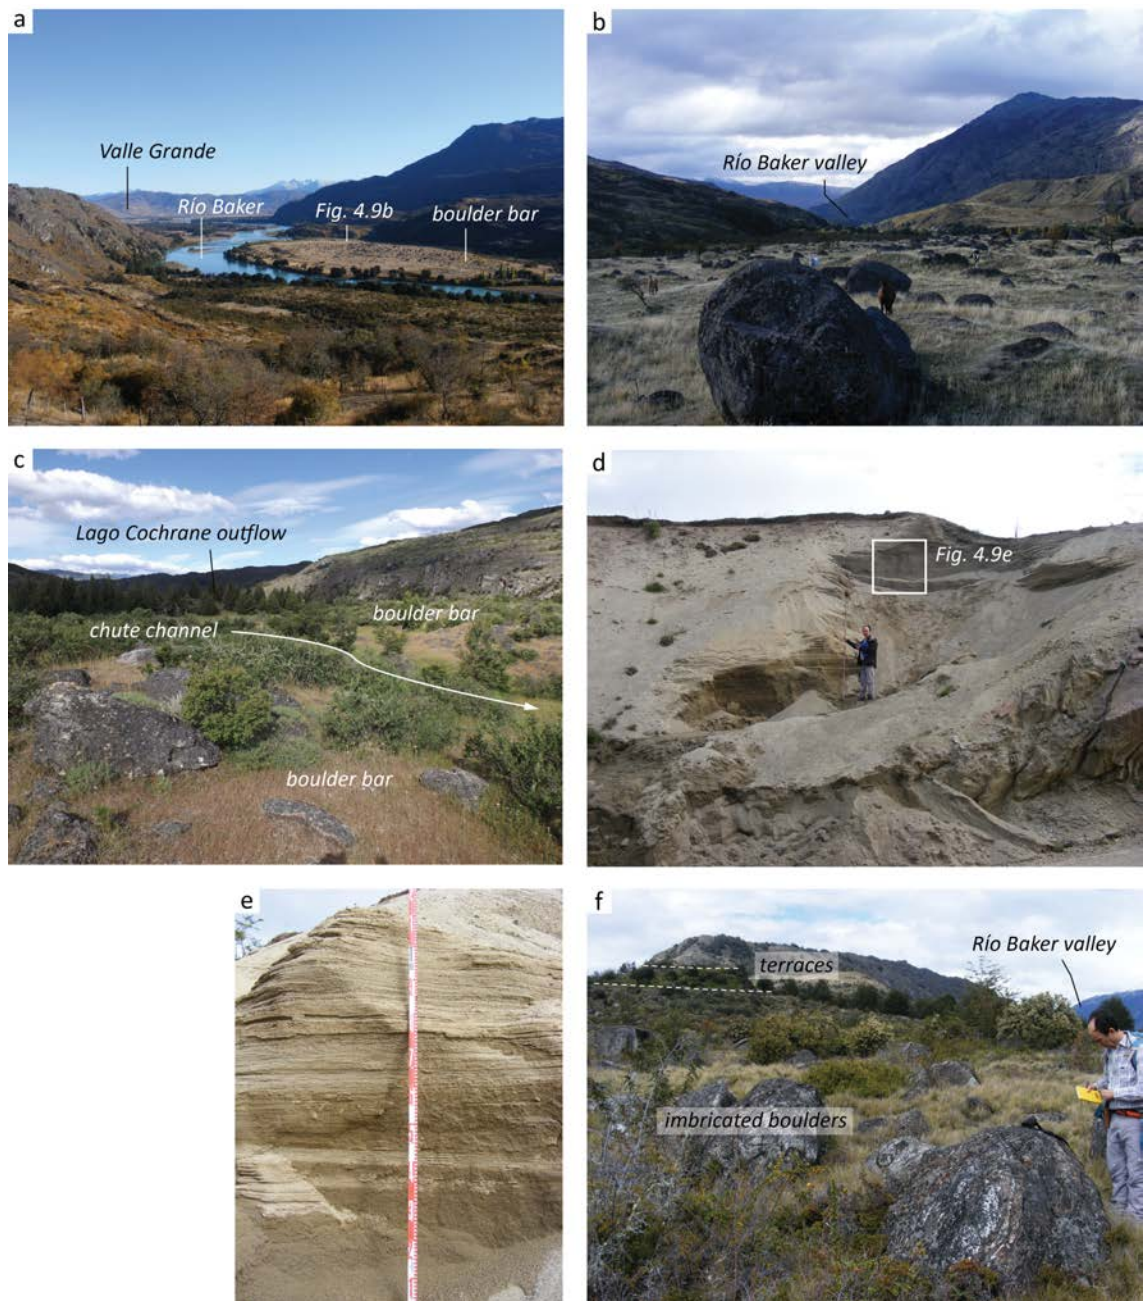 a
Valle Grande
Río Baker
Fig. 4.9b
boulder bar
b
Río Baker valley
c
Lago Cochrane outflow
boulder bar
chute channel
boulder bar
d
Fig. 4.9e
e
f
Río Baker valley
terraces
imbricated boulders